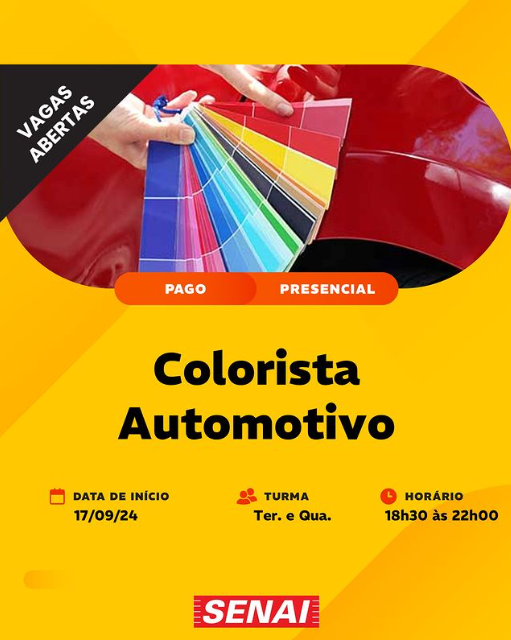 VAGAS
ABERTAS
PAGO
PRESENCIAL
Colorista
Automotivo
DATA DE INÍCIO
17/09/24
TURMA
Ter. e Qua.
HORÁRIO
18h30 às 22h00
SENAI